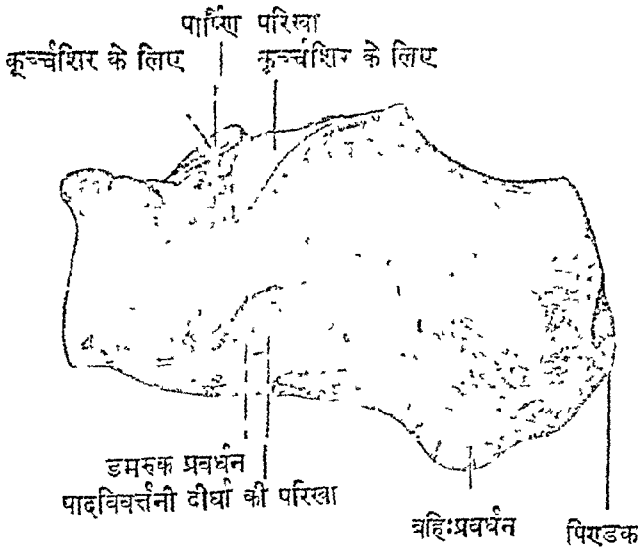 पार्ष्णि परिखा
कूर्च्चशिर के लिए कूर्च्चशिर के लिए
डमरुक प्रवर्धन
पादविवर्त्तनी दीर्घा की परिखा
बहिःप्रवर्धन
पिण्डक